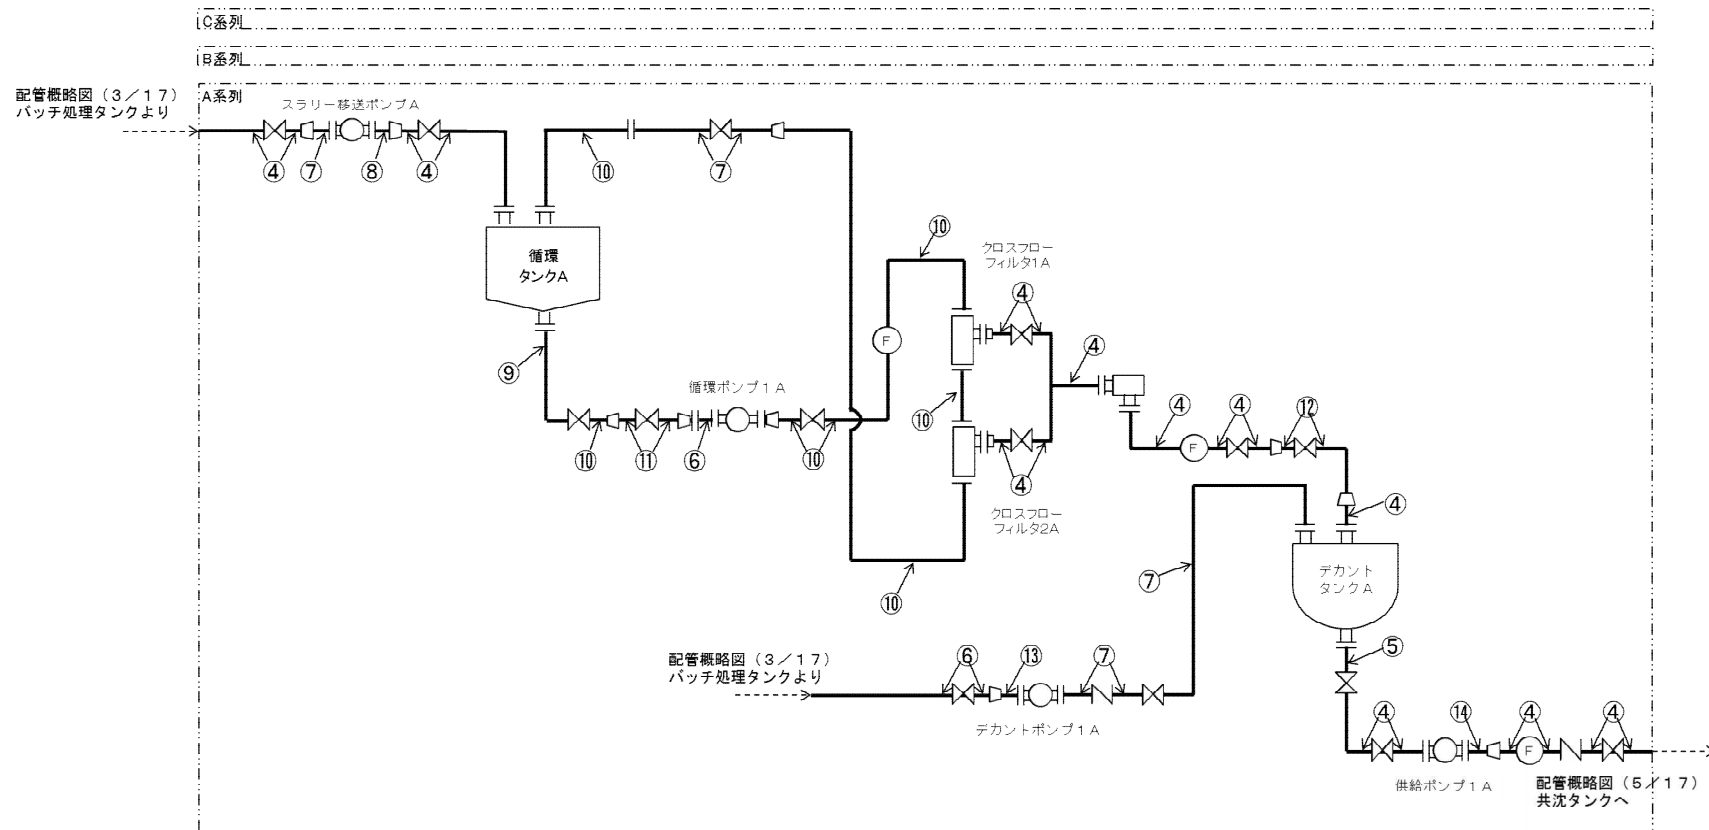 C系列
B系列
A系列
配管概略図（3／17）
バッチ処理タンクより
スラリー移送ポンプA
④
⑦
⑧
④
⑩
⑦
循環
タンクA
⑩
クロスフロー
フィルタ1A
④
F
④
⑨
循環ポンプ1A
⑩
④
④
⑫
F
⑩
⑪
⑥
⑩
④
クロスフロー
フィルタ2A
④
⑩
⑦
デカント
タンクA
配管概略図（3／17）
バッチ処理タンクより
⑥
⑬
⑦
⑤
デカントポンプ1A
④
⑭
④
④
F
供給ポンプ1A
配管概略図（5／17）
共沈タンクへ